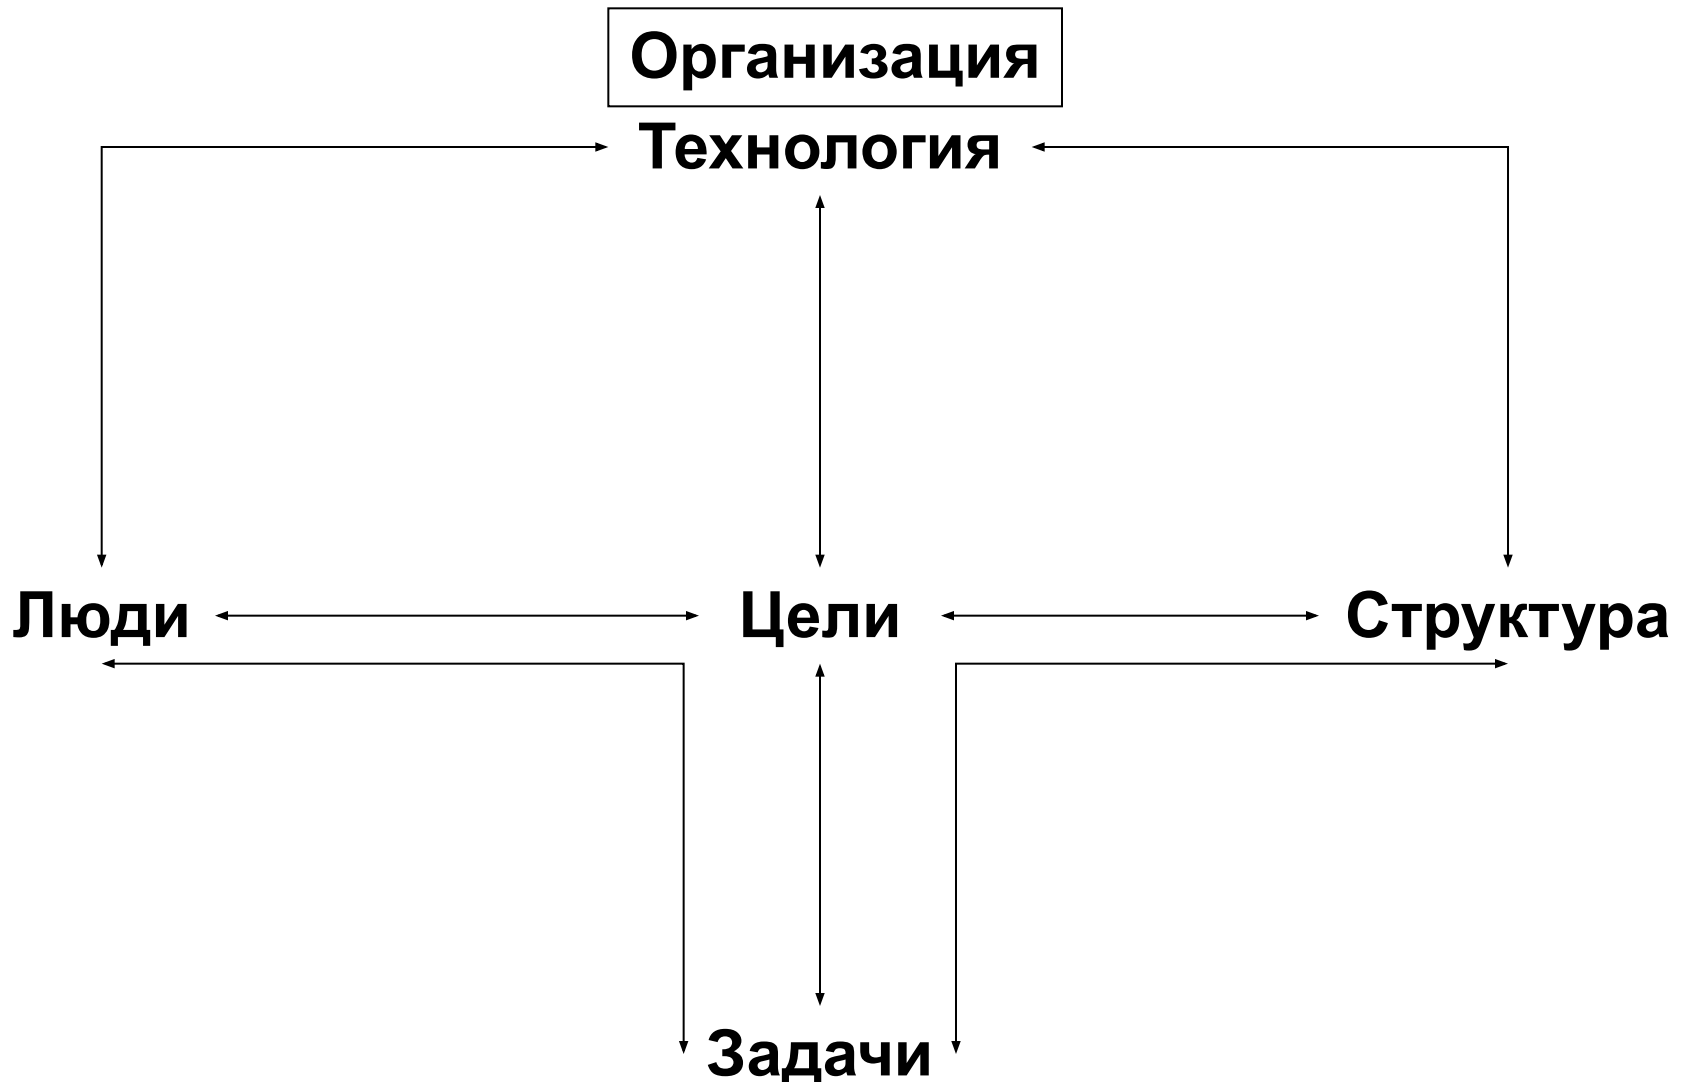 Организация
Технология
Люди
Цели
Структура
Задачи